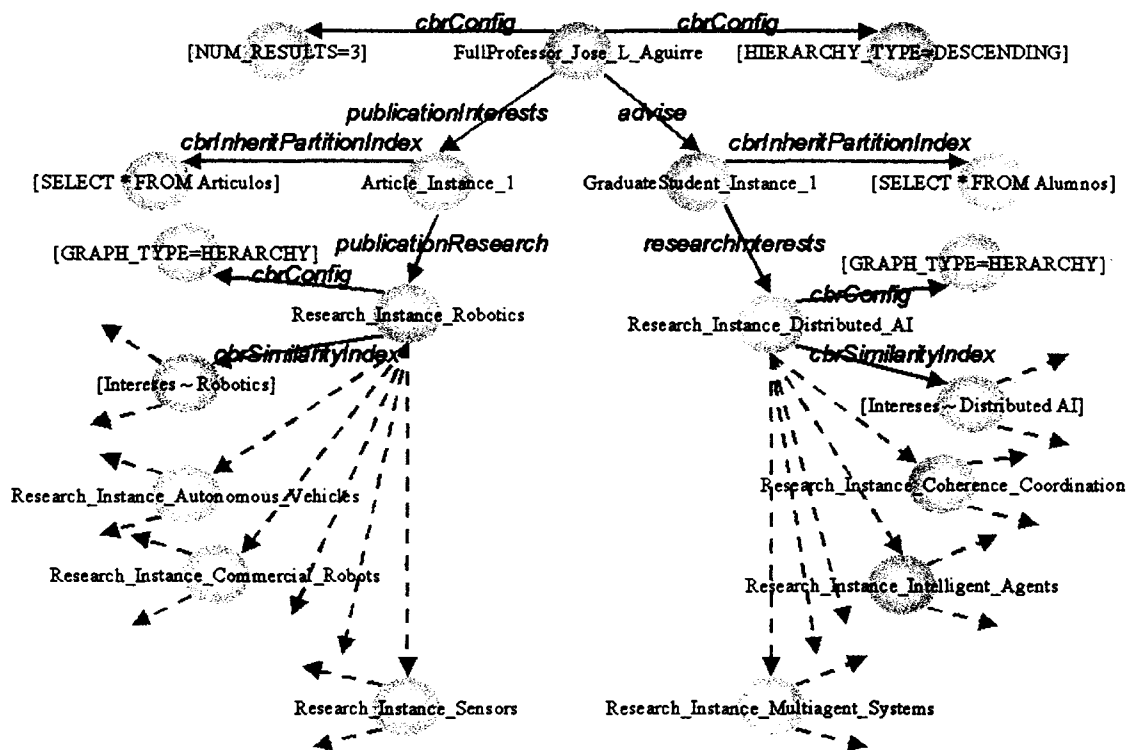 cbrConfig
cbrConfig
[NUM_RESULTS=3]
FullProfessor_Jose_L_Aguirre
[HIERARCHY_TYPE=DESCENDING]
publicationInterests
advise
cbrInheritPartitionIndex
cbrInheritPartitionIndex
[SELECT * FROM Articulos]
Article_Instance_1
GraduateStudent_Instance_1
[SELECT * FROM Alumnos]
publicationResearch
researchInterests
[GRAPH_TYPE=HERARCHY]
[GRAPH_TYPE=HERARCHY]
cbrConfig
cbrConfig
Research_Instance_Robotics
Research_Instance_Distributed_AI
cbrSimilarityIndex
cbrSimilarityIndex
[Intereses ~ Robotics]
[Intereses ~ Distributed AI]
Research_Instance_Autonomous_Vehicles
Research_Instance_Coherence_Coordination
Research_Instance_Commercial_Robots
Research_Instance_Intelligent_Agents
Research_Instance_Sensors
Research_Instance_Multiagent_Systems